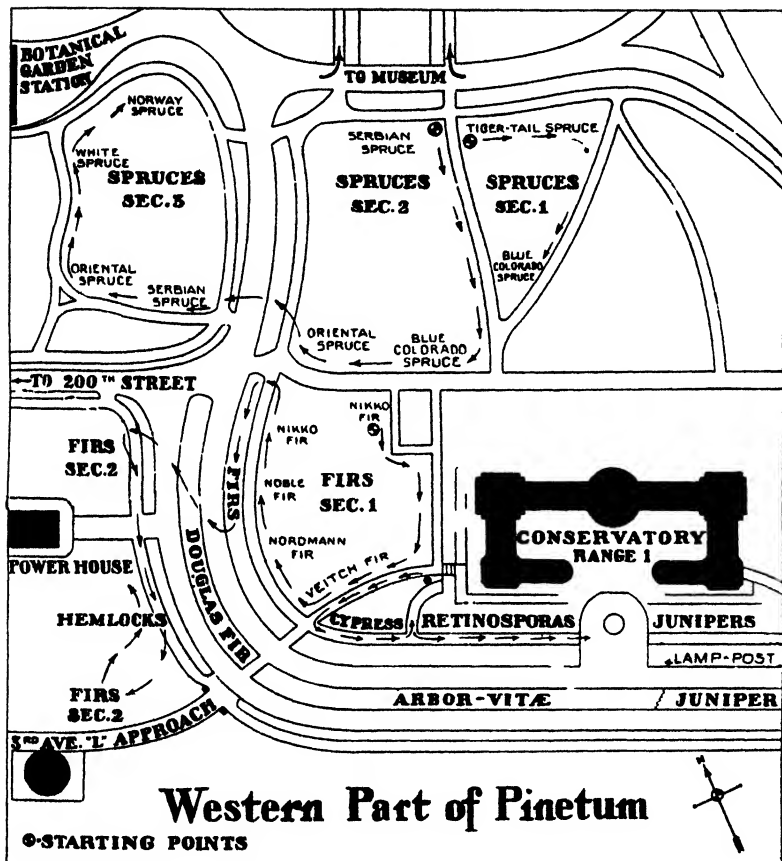 BOTANICAL
GARDEN
STATION
TO MUSEUM
NORWAY
SPRUCE
WHITE
SPRUCE
SPRUCES
SEC. 3
ORIENTAL
SPRUCE
SERBIAN
SPRUCE
SERBIAN
SPRUCE
SPRUCES
SEC. 2
ORIENTAL
SPRUCE
BLUE
COLORADO
SPRUCE
TIGER-TAIL SPRUCE
SPRUCES
SEC. 1
BLUE
COLORADO
SPRUCE
TO 200TH STREET
FIRS
SEC. 2
FIRS
NIKKO
FIR
NIKKO
FIR
NOBLE
FIR
FIRS
SEC. 1
NORDMANN
FIR
VEITCH FIR
DOUGLAS FIR
POWER HOUSE
HEMLOCKS
FIRS
SEC. 2
CONSERVATORY
RANGE 1
CYPRESS
RETINOSPORAS
JUNIPERS
LAMP-POST
ARBOR-VITÆ
JUNIPER
3RD AVE. "L" APPROACH
Western Part of Pinetum
N
STARTING POINTS